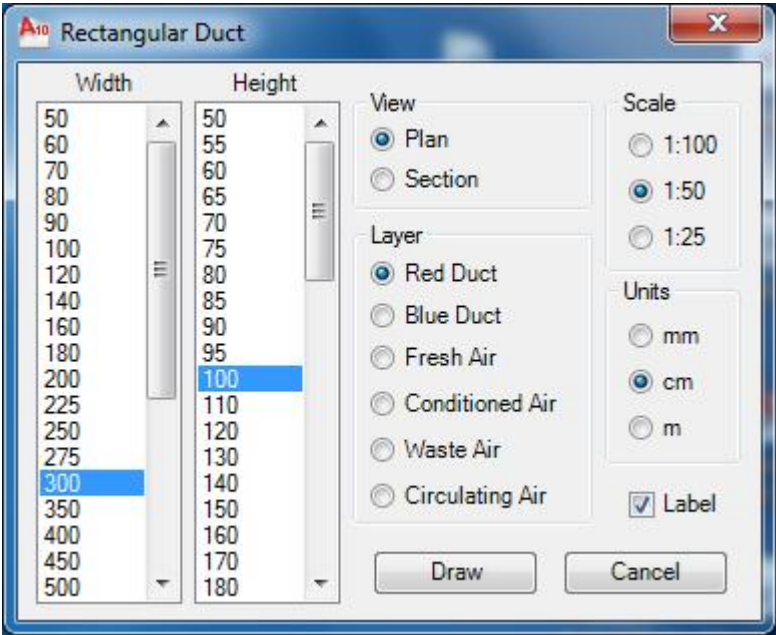 A10 Rectangular Duct
Width
50
60
70
80
90
100
120
140
160
180
200
225
250
275
300
350
400
450
500
Height
50
55
60
65
70
75
80
85
90
95
100
110
120
130
140
150
160
170
180
View
Plan
Section
Layer
Red Duct
Blue Duct
Fresh Air
Conditioned Air
Waste Air
Circulating Air
Scale
1:100
1:50
1:25
Units
mm
cm
m
Label
Draw
Cancel